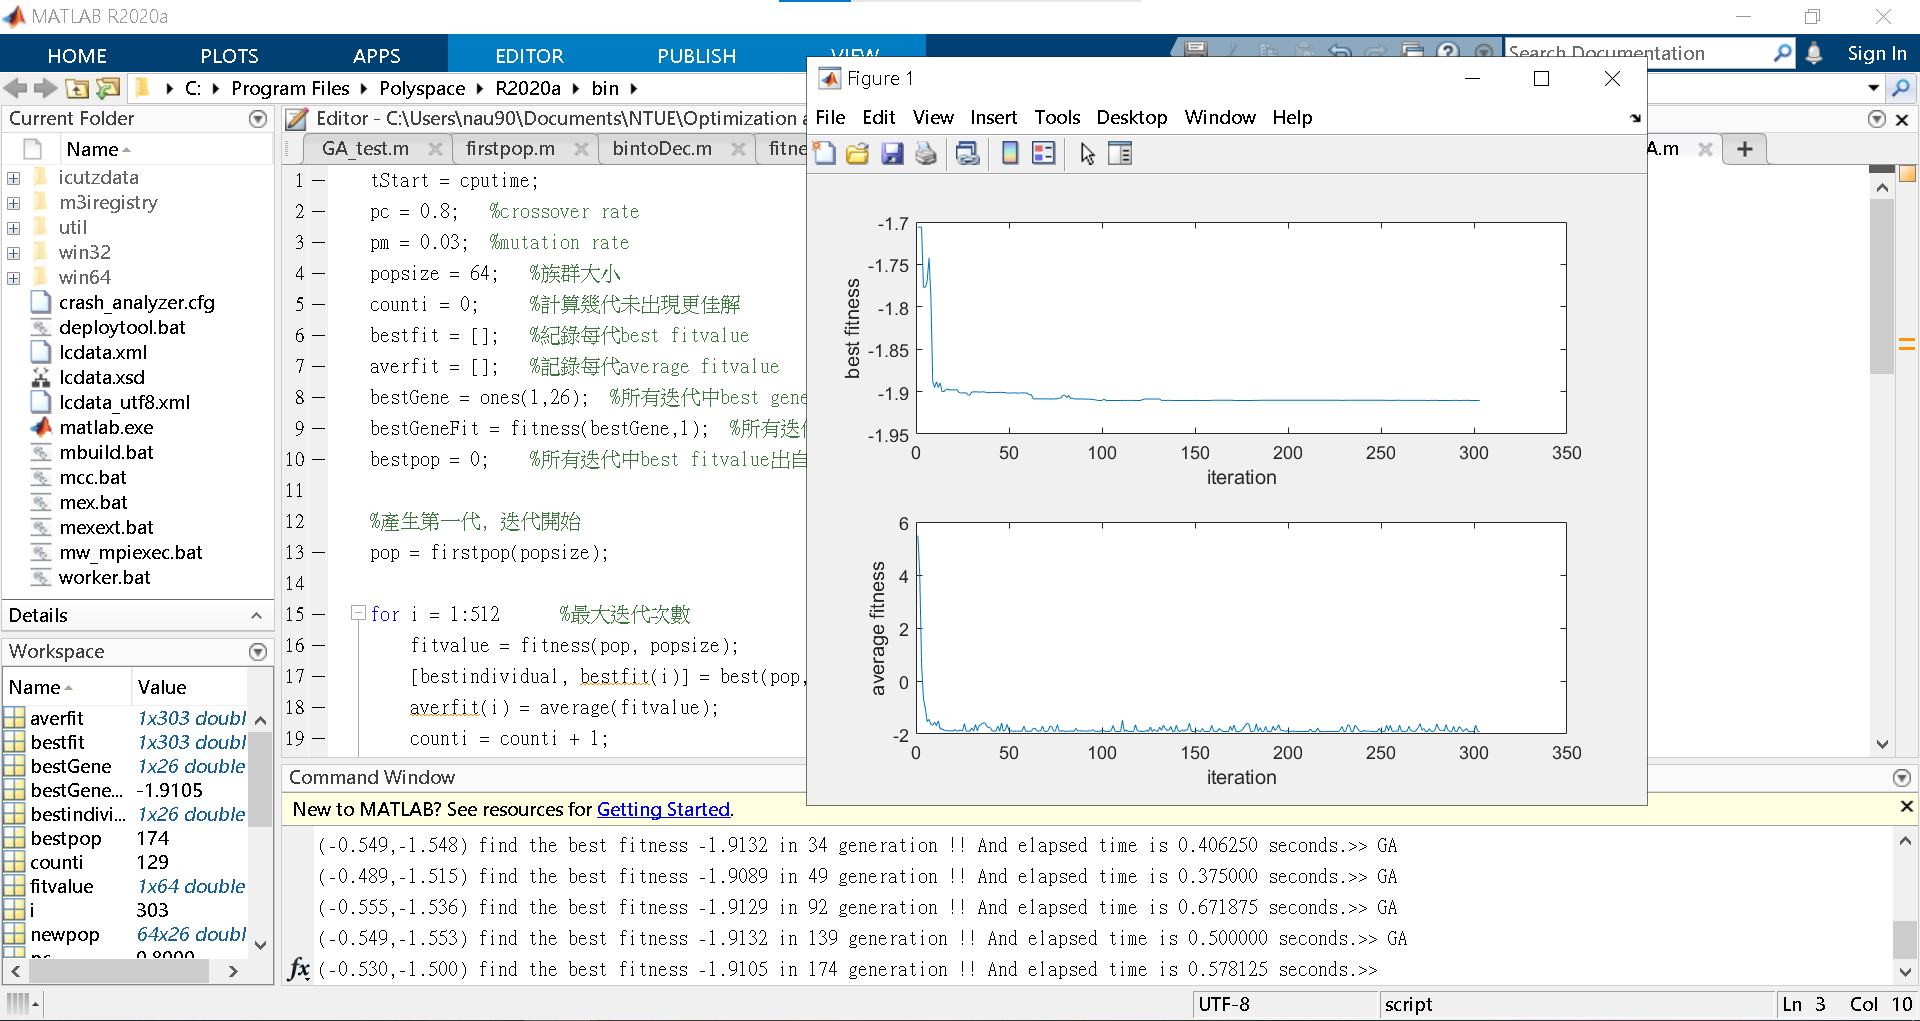 MATLAB R2020a
HOME PLOTS APPS EDITOR PUBLISH VIEW
Search Documentation
Sign In
C: ▸ Program Files ▸ Polyspace ▸ R2020a ▸ bin ▸
Current Folder
Name
icutzdata
m3iregistry
util
win32
win64
crash_analyzer.cfg
deploytool.bat
lcdata.xml
lcdata.xsd
lcdata_utf8.xml
matlab.exe
mbuild.bat
mcc.bat
mex.bat
mexext.bat
mw_mpiexec.bat
worker.bat
Details
Workspace
Name Value
averfit 1x303 doubl
bestfit 1x303 doubl
bestGene 1x26 double
bestGene... -1.9105
bestindivi... 1x26 double
bestpop 174
counti 129
fitvalue 1x64 double
i 303
newpop 64x26 doubl
Editor - C:\Users\nau90\Documents\NTUE\Optimization a
GA_test.m firstpop.m bintoDec.m fitne
A.m
1 tStart = cputime;
2 pc = 0.8; %crossover rate
3 pm = 0.03; %mutation rate
4 popsize = 64; %族群大小
5 counti = 0; %計算幾代未出現更佳解
6 bestfit = []; %紀錄每代best fitvalue
7 averfit = []; %記錄每代average fitvalue
8 bestGene = ones(1,26); %所有迭代中best gene
9 bestGeneFit = fitness(bestGene,1); %所有迭代
10 bestpop = 0; %所有迭代中best fitvalue出自
11
12 %產生第一代, 迭代開始
13 pop = firstpop(popsize);
14
15 for i = 1:512 %最大迭代次數
16 fitvalue = fitness(pop, popsize);
17 [bestindividual, bestfit(i)] = best(pop,
18 averfit(i) = average(fitvalue);
19 counti = counti + 1;
Figure 1
File Edit View Insert Tools Desktop Window Help
best fitness
-1.7
-1.75
-1.8
-1.85
-1.9
-1.95
0 50 100 150 200 250 300 350
iteration
average fitness
6
4
2
0
-2
0 50 100 150 200 250 300 350
iteration
Command Window
New to MATLAB? See resources for Getting Started.
(-0.549,-1.548) find the best fitness -1.9132 in 34 generation !! And elapsed time is 0.406250 seconds.>> GA
(-0.489,-1.515) find the best fitness -1.9089 in 49 generation !! And elapsed time is 0.375000 seconds.>> GA
(-0.555,-1.536) find the best fitness -1.9129 in 92 generation !! And elapsed time is 0.671875 seconds.>> GA
(-0.549,-1.553) find the best fitness -1.9132 in 139 generation !! And elapsed time is 0.500000 seconds.>> GA
fx (-0.530,-1.500) find the best fitness -1.9105 in 174 generation !! And elapsed time is 0.578125 seconds.>>
UTF-8 script Ln 3 Col 10